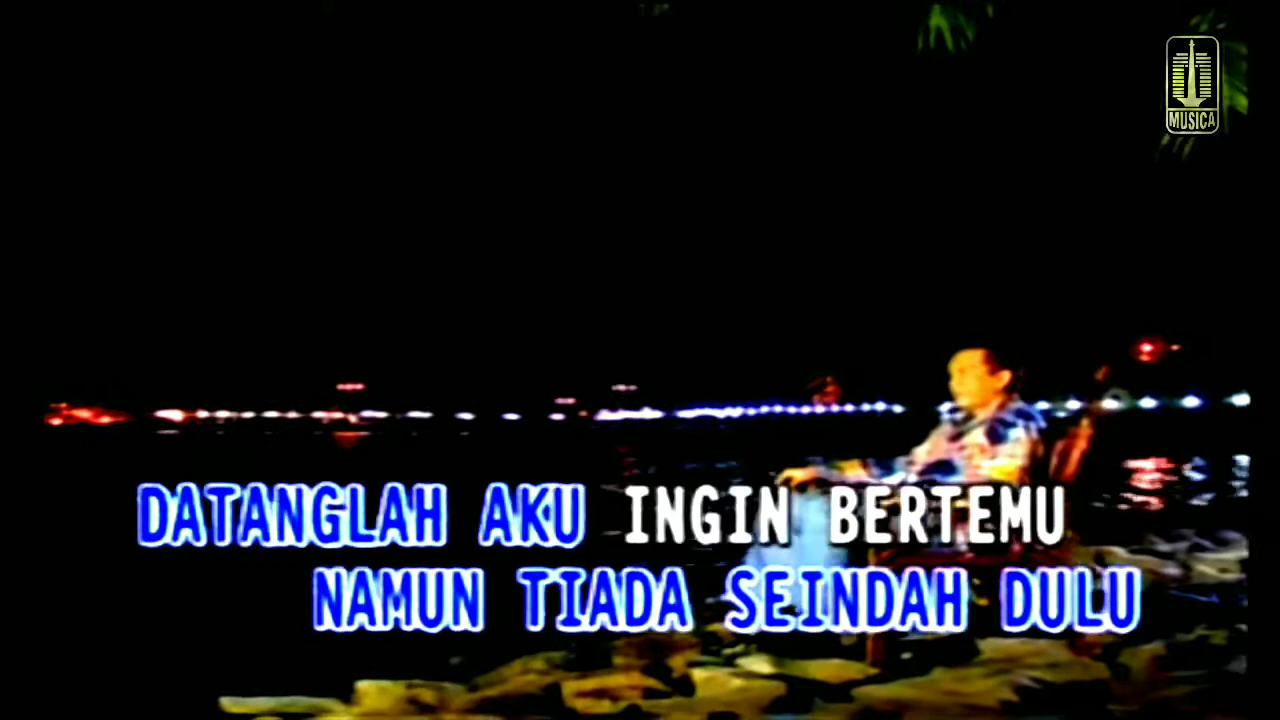 MUSICA
DATANGLAH AKU INGIN BERTEMU
NAMUN TIADA SEINDAH DULU